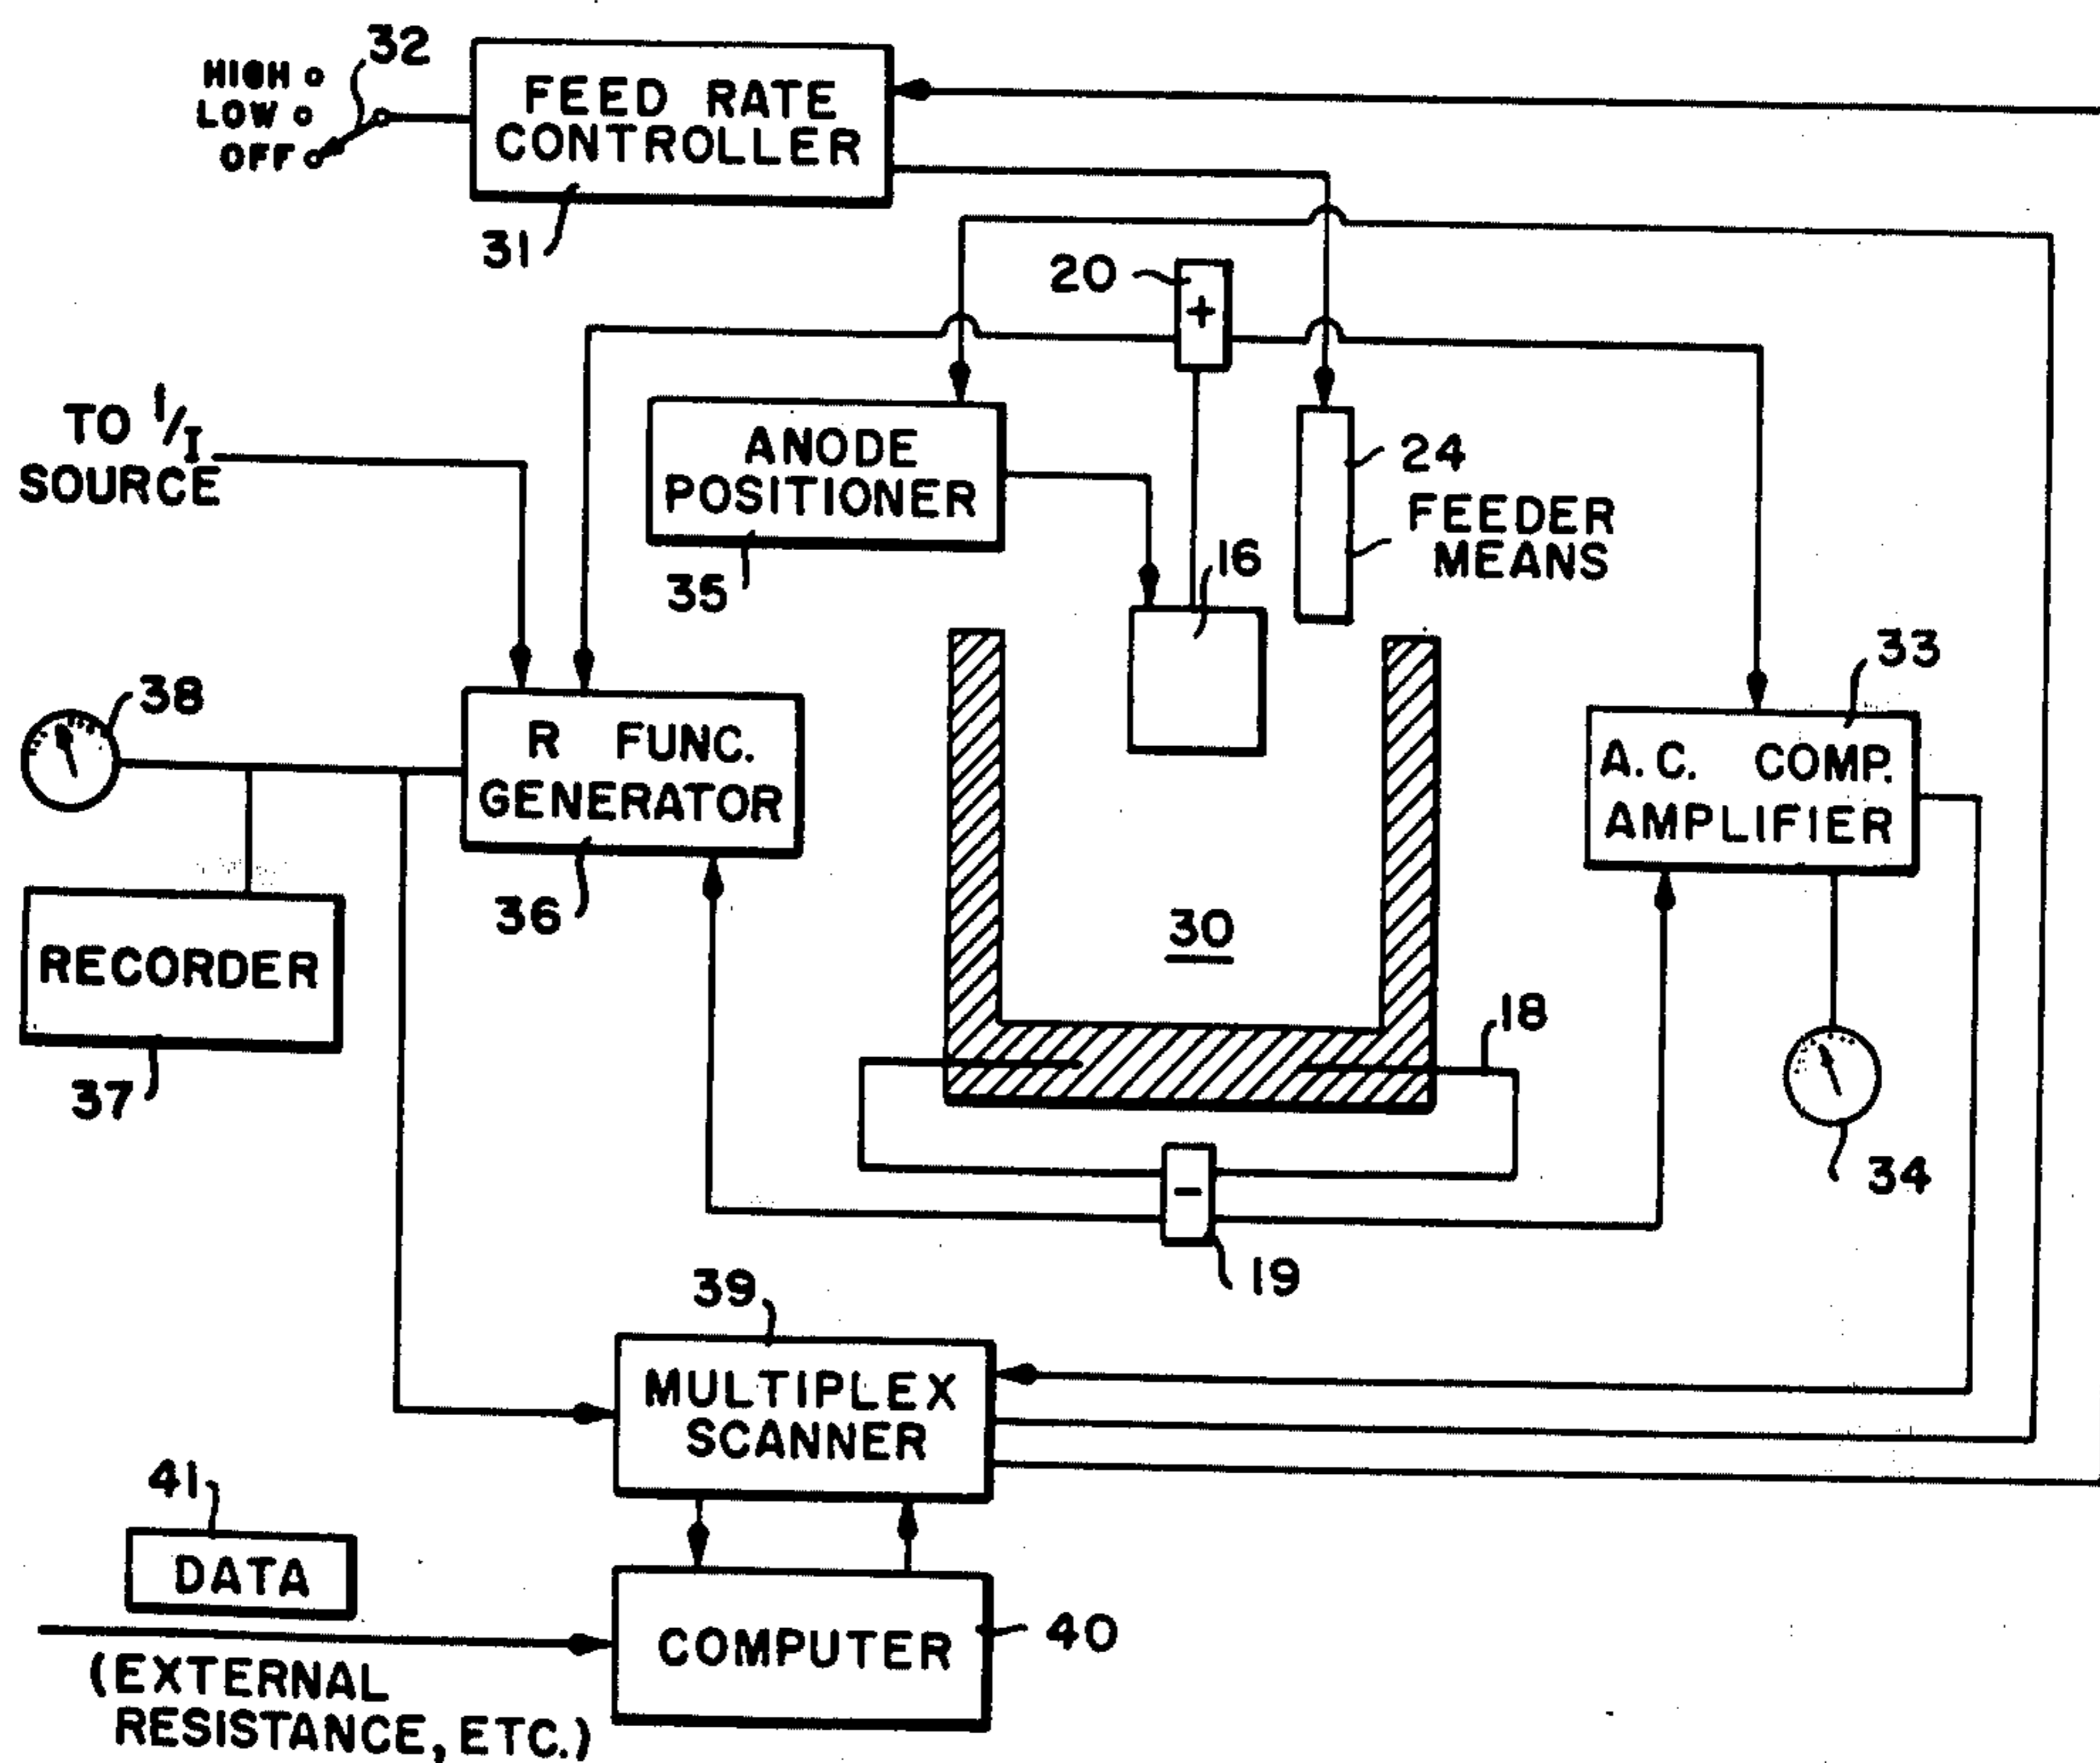 32
HIGH
LOW
OFF
FEED RATE
CONTROLLER
31
20
+
TO 1/I
SOURCE
ANODE
POSITIONER
35
24
FEEDER
MEANS
16
33
38
R FUNC.
GENERATOR
36
A.C. COMP.
AMPLIFIER
30
RECORDER
37
18
34
-
19
39
MULTIPLEX
SCANNER
41
DATA
COMPUTER
40
(EXTERNAL
RESISTANCE, ETC.)